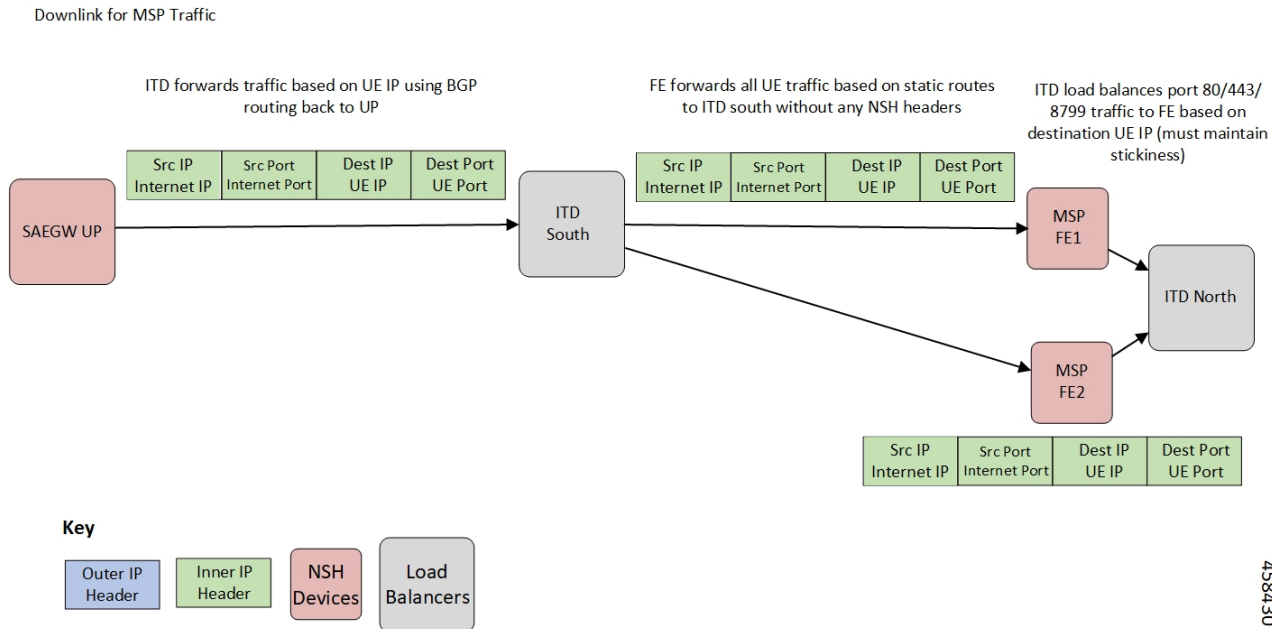 Downlink for MSP Traffic
ITD forwards traffic based on UE IP using BGP
routing back to UP
FE forwards all UE traffic based on static routes
to ITD south without any NSH headers
ITD load balances port 80/443/
8799 traffic to FE based on
destination UE IP (must maintain
stickiness)
Src IP
Internet IP
Src Port
Internet Port
Dest IP
UE IP
Dest Port
UE Port
Src IP
Internet IP
Src Port
Internet Port
Dest IP
UE IP
Dest Port
UE Port
SAEGW UP
ITD
South
MSP
FE1
ITD North
MSP
FE2
Src IP
Internet IP
Src Port
Internet Port
Dest IP
UE IP
Dest Port
UE Port
Key
Outer IP
Header
Inner IP
Header
NSH
Devices
Load
Balancers
458430